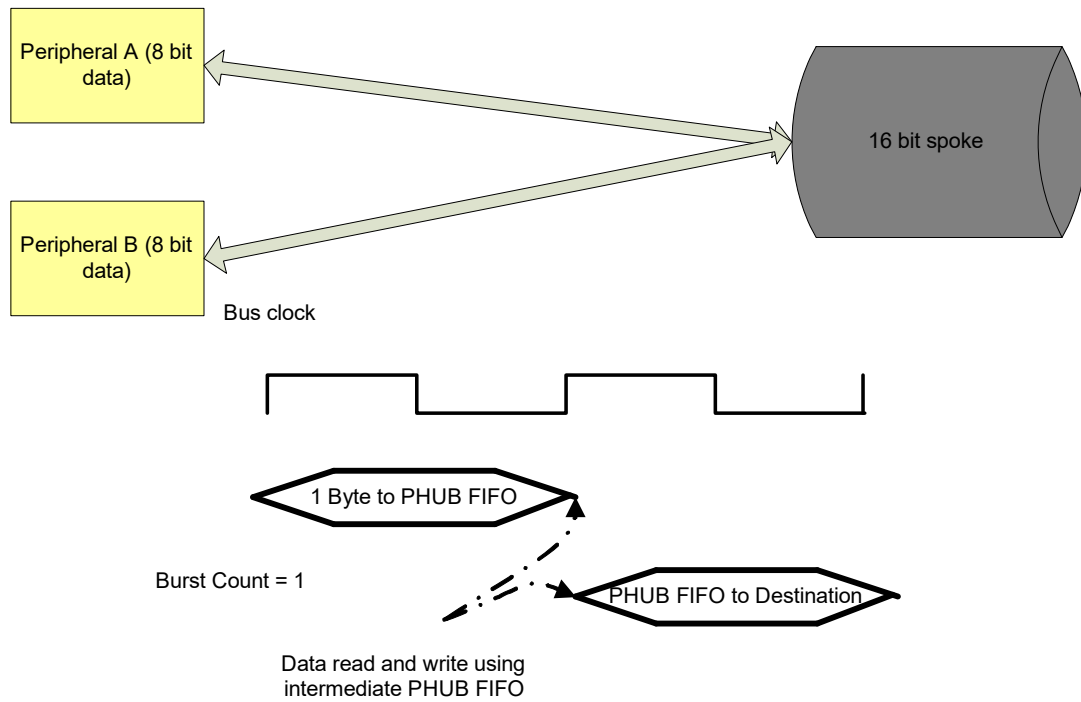 Peripheral A (8 bit
data)
16 bit spoke
Peripheral B (8 bit
data)
Bus clock
1 Byte to PHUB FIFO
Burst Count = 1
PHUB FIFO to Destination
Data read and write using
intermediate PHUB FIFO